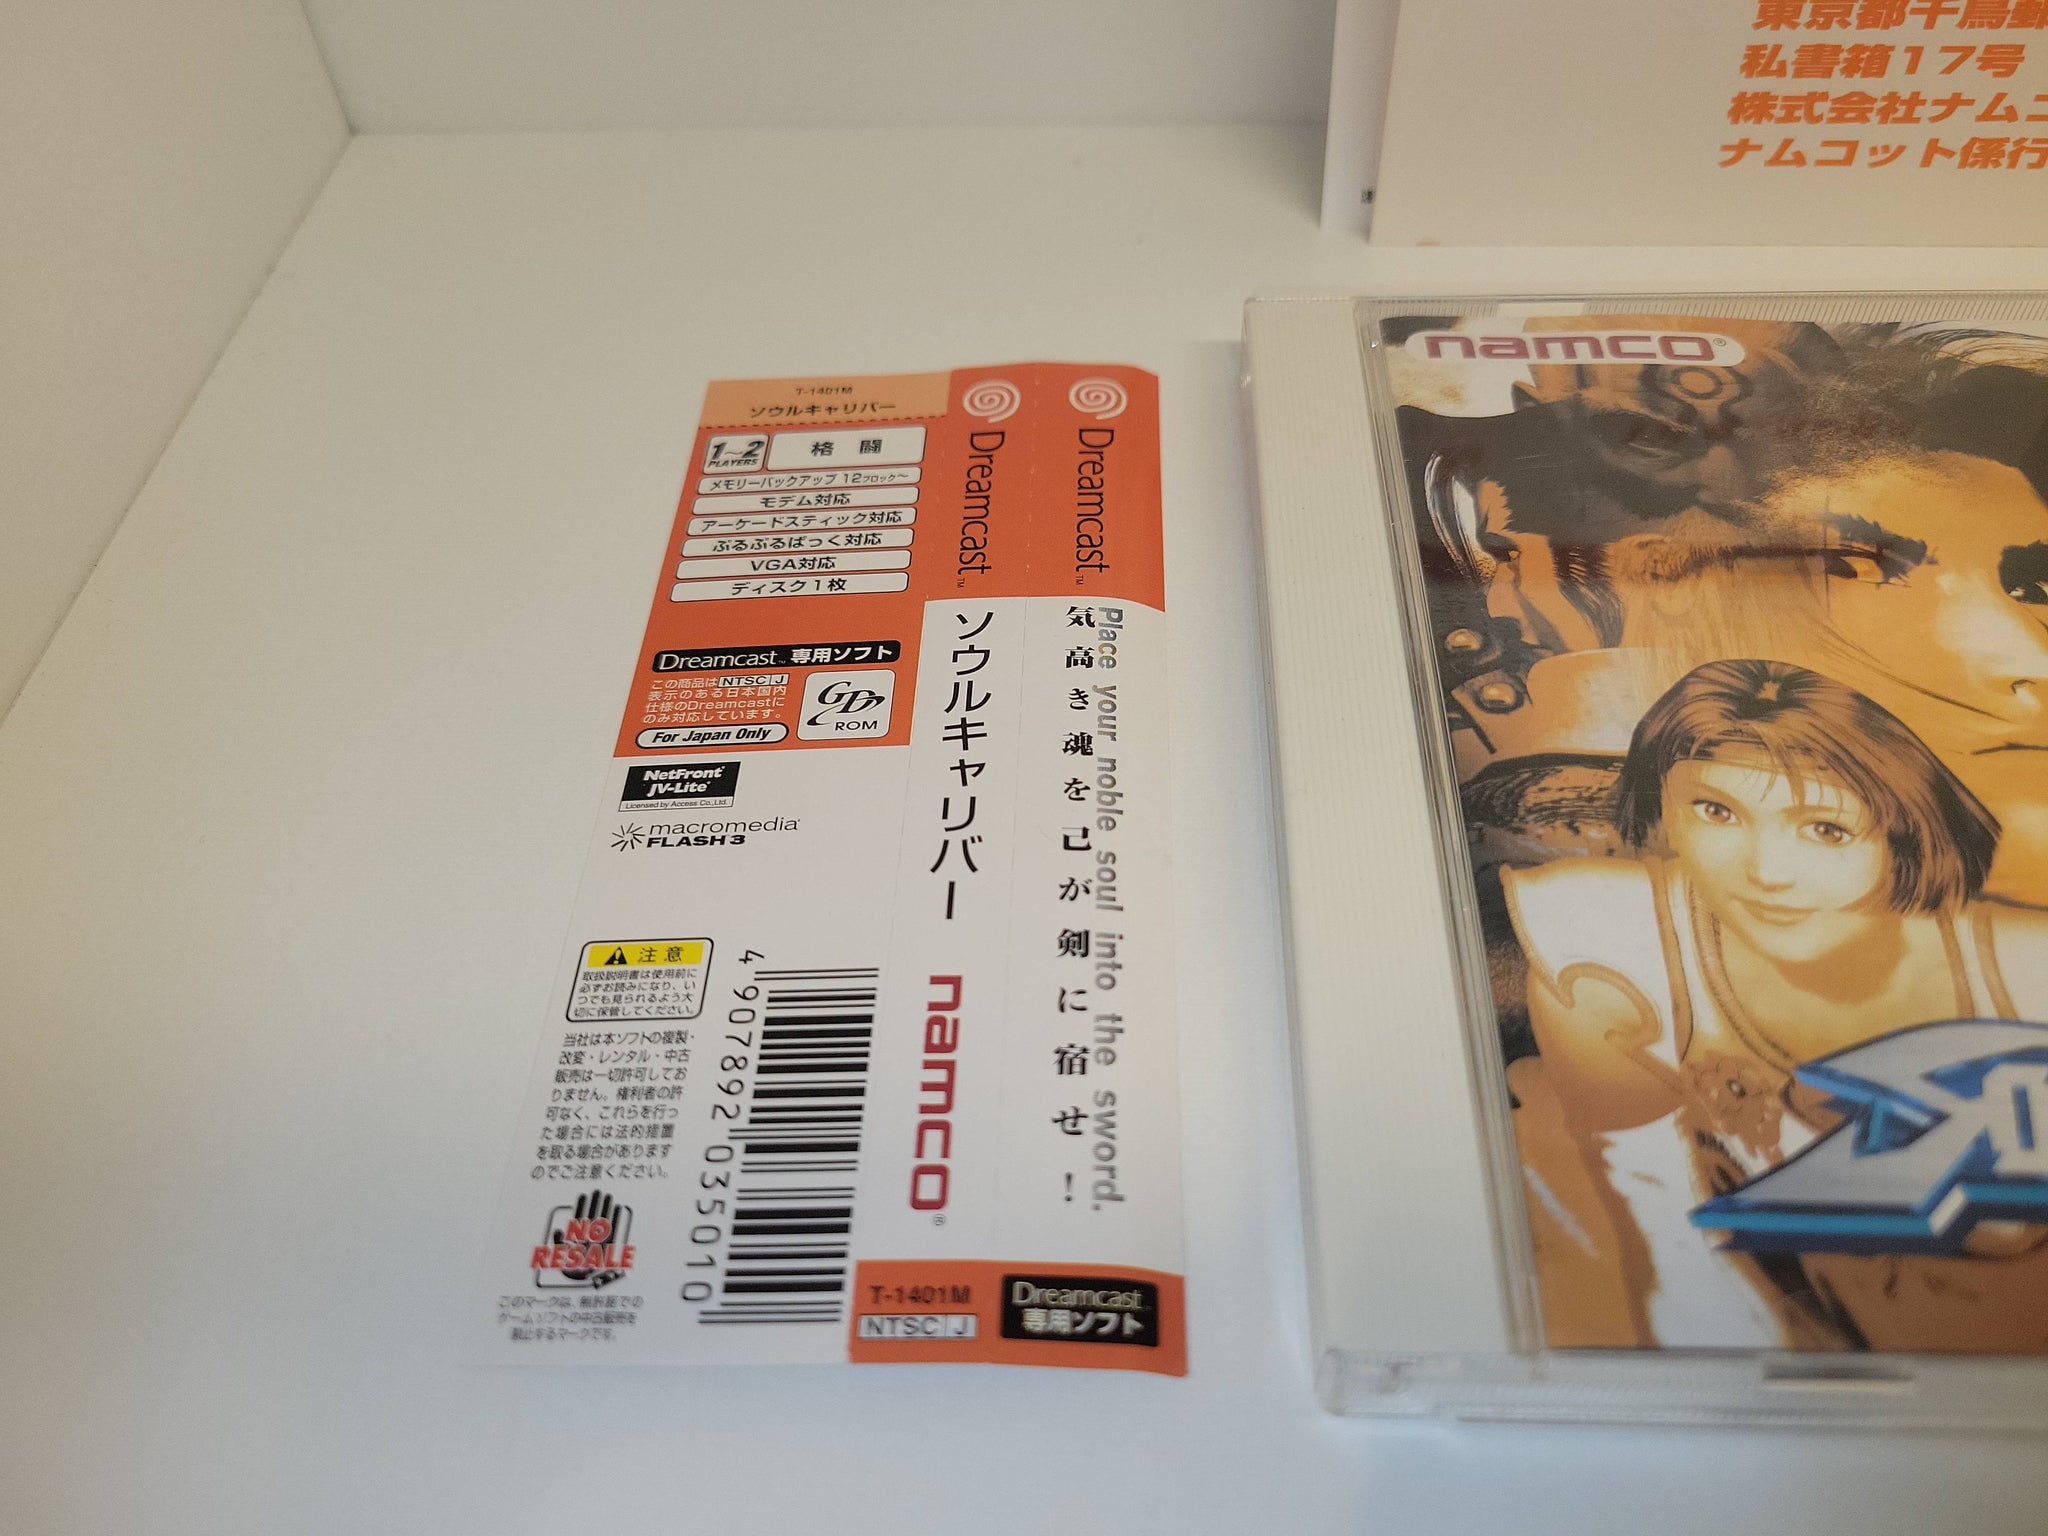 東京都千鳥郵
私書箱17号
株式会社ナムコ
ナムコット係行
namco®
T-1401M
ソウルキャリバー
1~2
PLAYERS
格闘
メモリーバックアップ 12ブロック~
モデム対応
アーケードスティック対応
ぷるぷるぱっく対応
VGA対応
ディスク1枚
Dreamcast™ 専用ソフト
この商品は NTSC J
表示のある日本国内
仕様のDreamcastに
のみ対応しています。
For Japan Only
GD
ROM
NetFront®
JV-Lite®
Licensed by Access Co.,Ltd.
macromedia®
FLASH3
注意
取扱説明書は使用前に
必ずお読みになり、い
つでも見られるよう大
切に保管してください。
当社は本ソフトの複製・
改変・レンタル・中古
販売は一切許可してお
りません。権利者の許
可なく、これらを行っ
た場合には法的措置
を取る場合があります
のでご注意ください。
NO
RESALE
このマークは、無許諾での
ゲームソフトの中古販売を
禁止するマークです。
4 907892 035010
Dreamcast™
ソウルキャリバー
namco®
T-1401M
NTSC J
Dreamcast™
Place your noble soul into the sword.
気高き魂を己が剣に宿せ!
Dreamcast™
専用ソフト